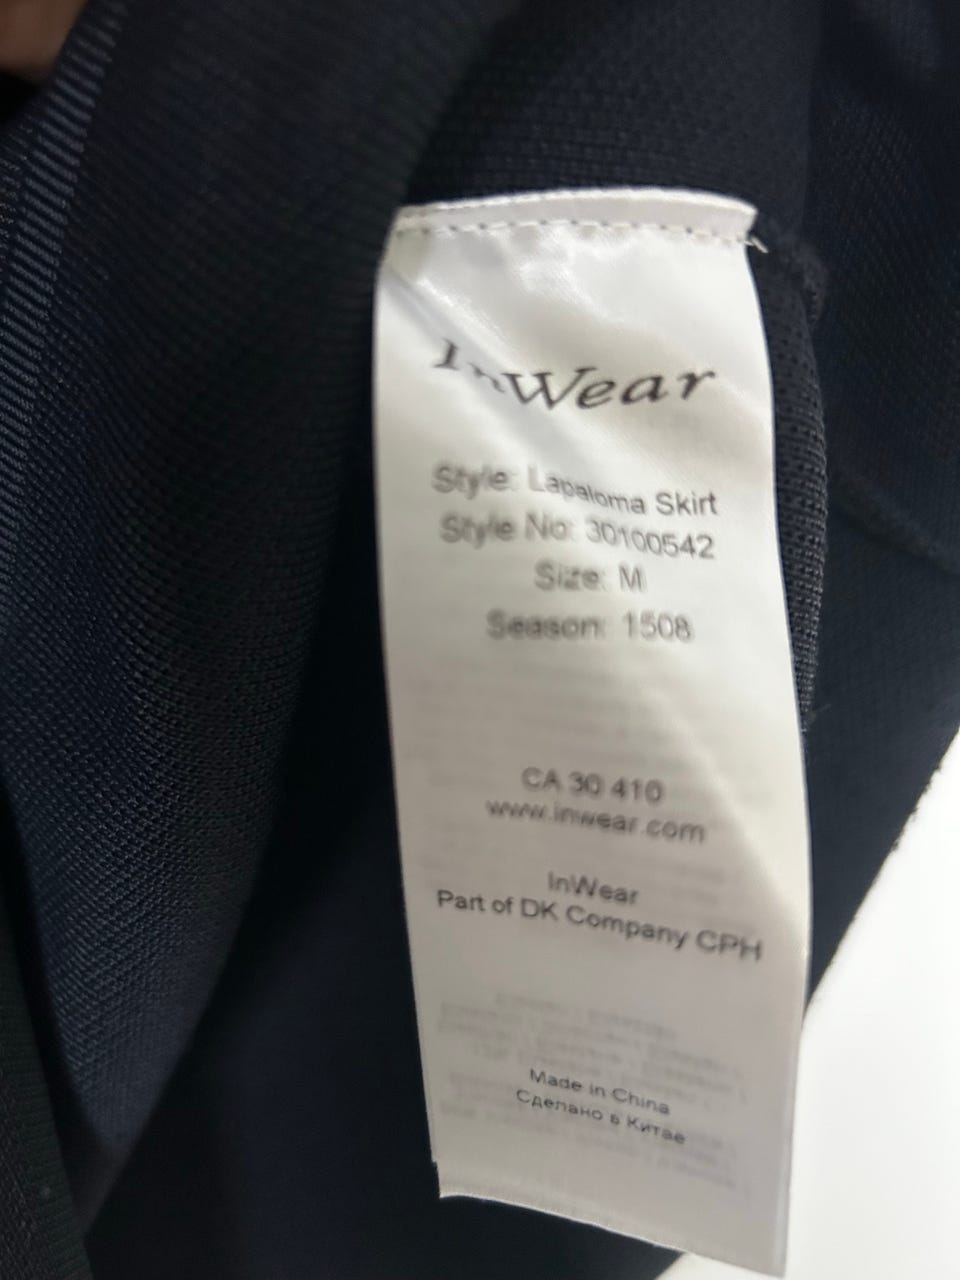 InWear
Style: Lapaloma Skirt
Style No: 30100542
Size: M
Season: 1508
CA 30 410
www.inwear.com
InWear
Part of DK Company CPH
Made in China
Сделано в Китае